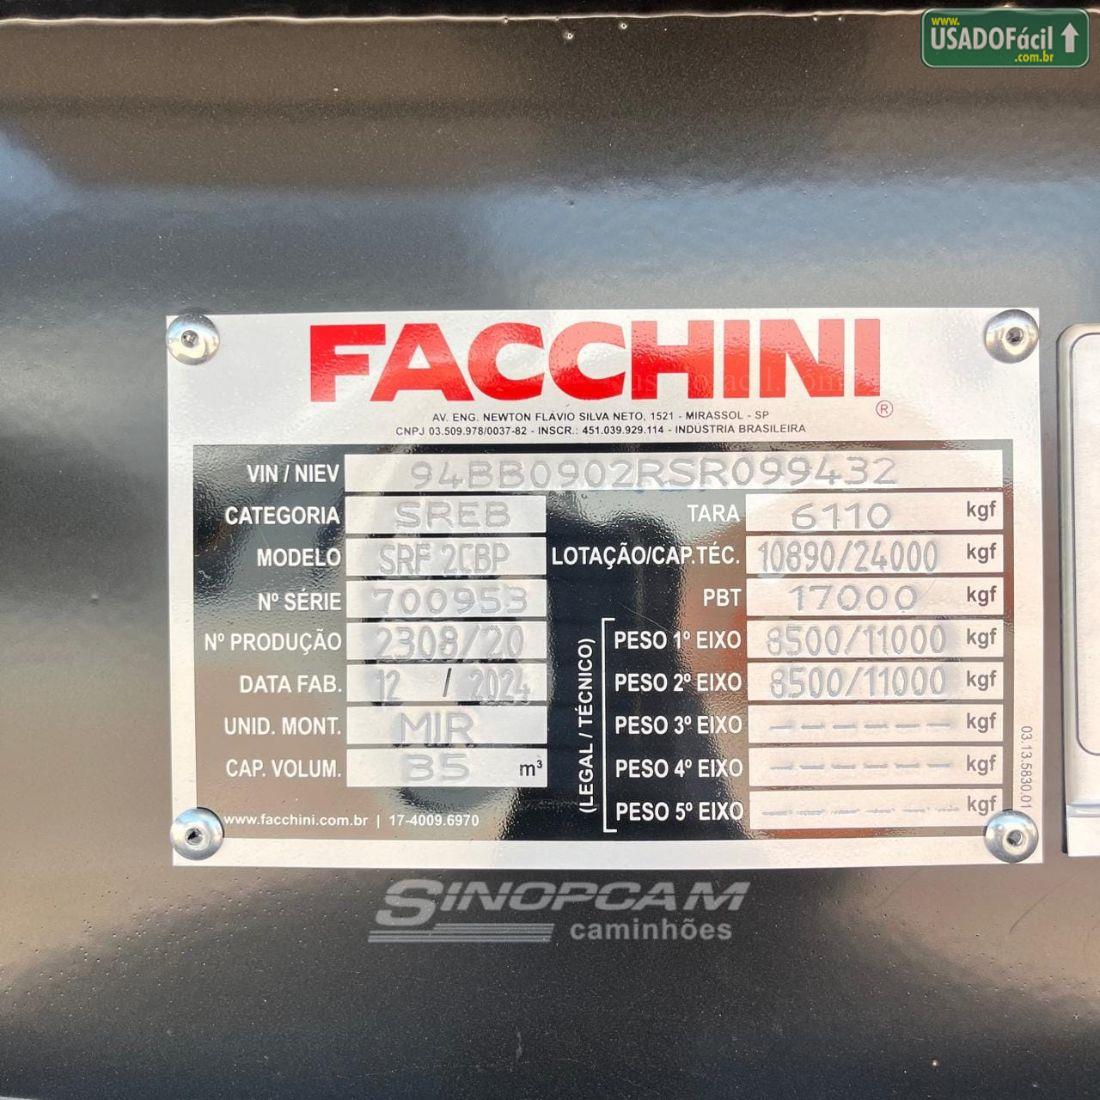 www.
USADOFácil
.com.br
FACCHINI®
AV. ENG. NEWTON FLÁVIO SILVA NETO, 1521 - MIRASSOL - SP
CNPJ 03.509.978/0037-82 - INSCR.: 451.039.929.114 - INDÚSTRIA BRASILEIRA
VIN / NIEV 94BB0902RSR099432
CATEGORIA SREB TARA 6110 kgf
MODELO SRF 2CBP LOTAÇÃO/CAP.TÉC. 10890/24000 kgf
Nº SÉRIE 700953 PBT 17000 kgf
Nº PRODUÇÃO 2308/20 PESO 1º EIXO 8500/11000 kgf
DATA FAB. 12 / 2024 PESO 2º EIXO 8500/11000 kgf
UNID. MONT. MIR PESO 3º EIXO ------ kgf
CAP. VOLUM. 35 m³ PESO 4º EIXO ------ kgf
PESO 5º EIXO ------ kgf
(LEGAL / TÉCNICO)
www.facchini.com.br | 17-4009.6970
03.13.5830.01
SINOPCAM
caminhões